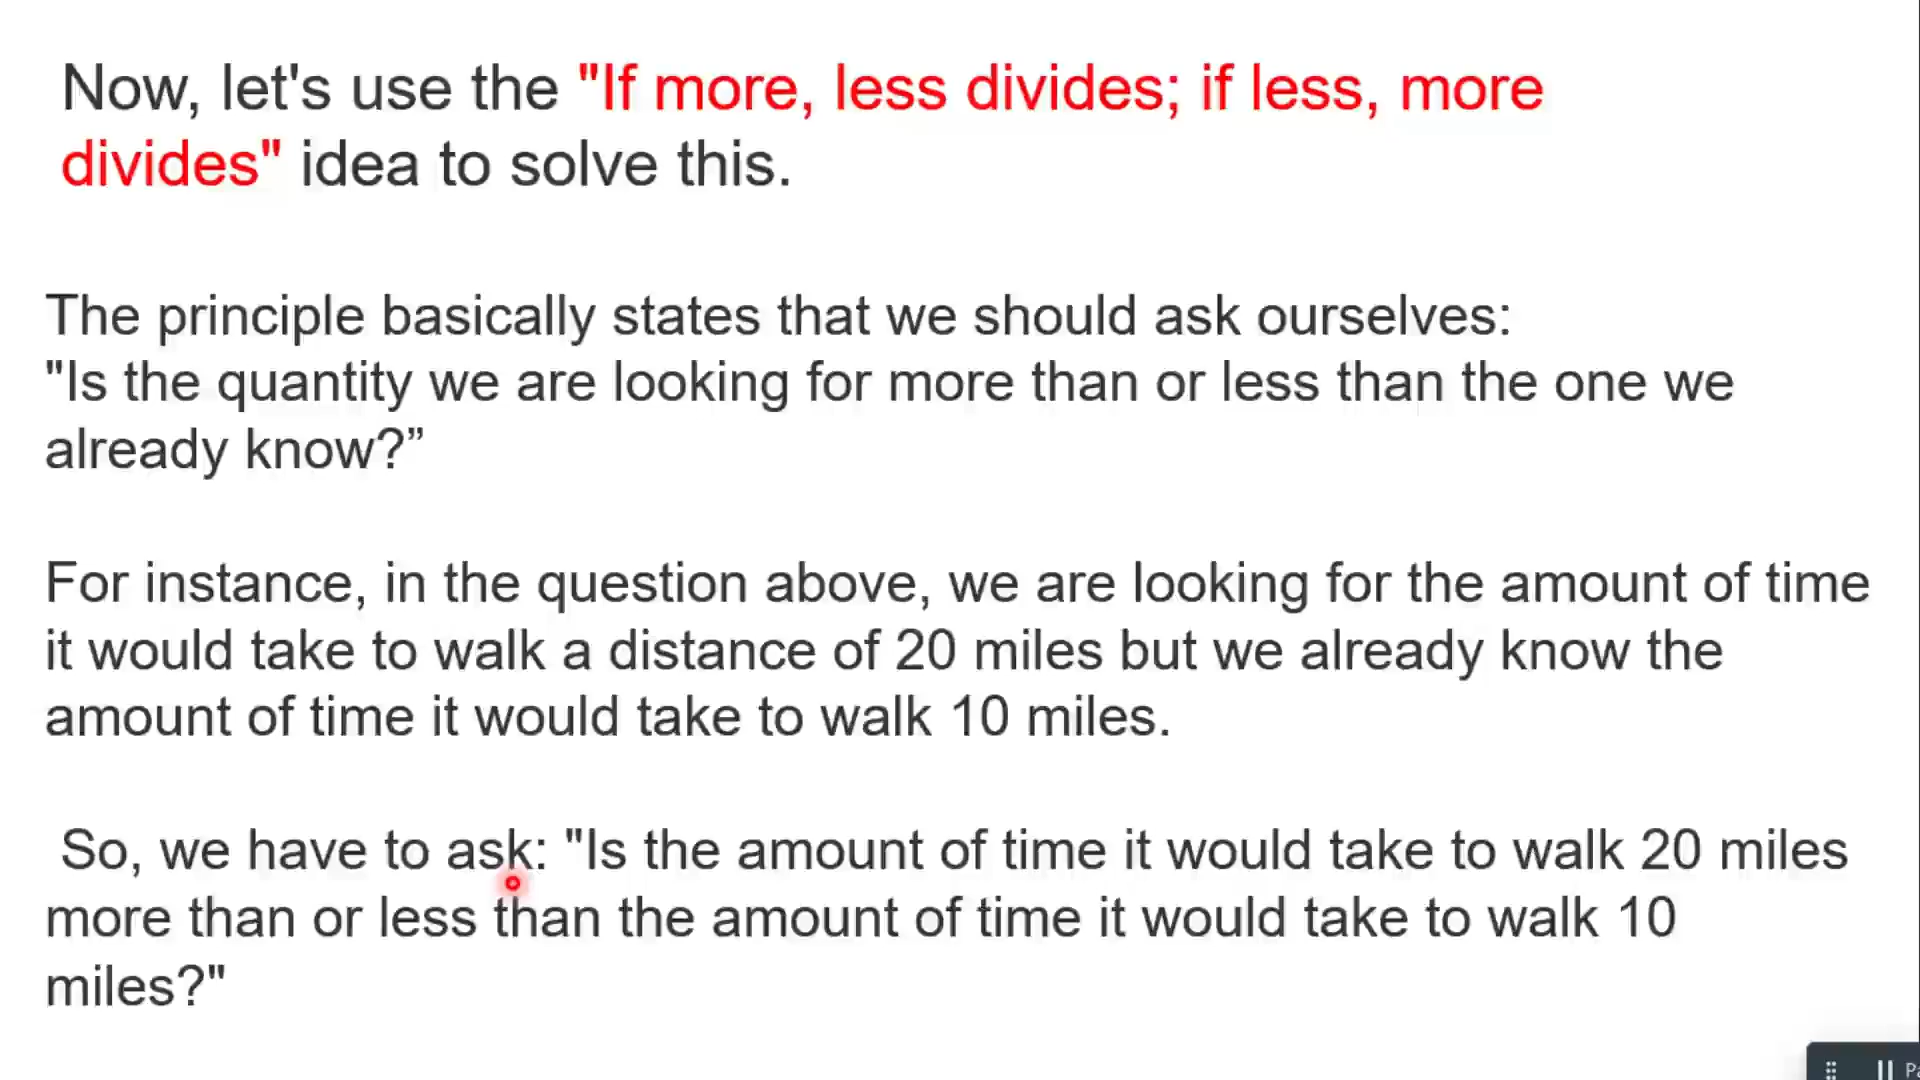 Now, let's use the "If more, less divides; if less, more
divides" idea to solve this.
The principle basically states that we should ask ourselves:
"Is the quantity we are looking for more than or less than the one we
already know?”
For instance, in the question above, we are looking for the amount of time
it would take to walk a distance of 20 miles but we already know the
amount of time it would take to walk 10 miles.
So, we have to ask: "Is the amount of time it would take to walk 20 miles
more than or less than the amount of time it would take to walk 10
miles?"